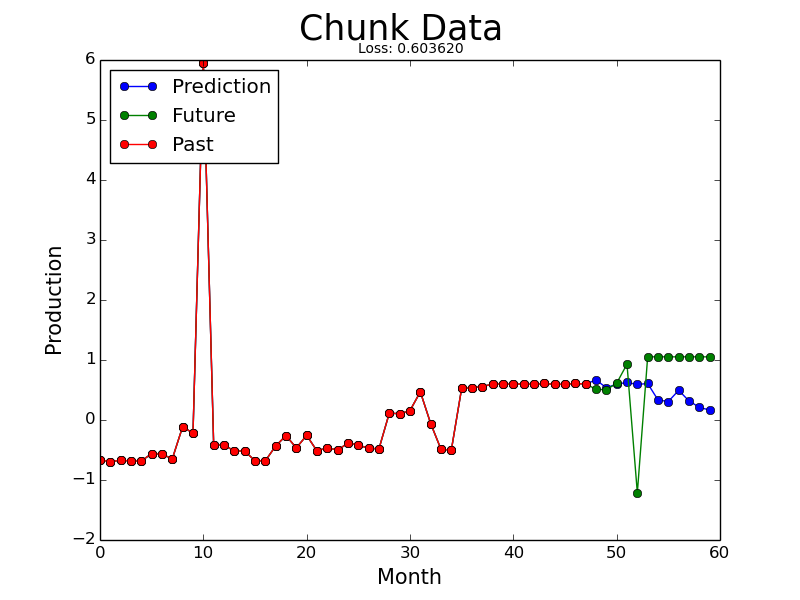 Chunk Data
Loss: 0.603620
Prediction
Future
Past
Production
6
5
4
3
2
1
0
−1
−2
0 10 20 30 40 50 60
Month